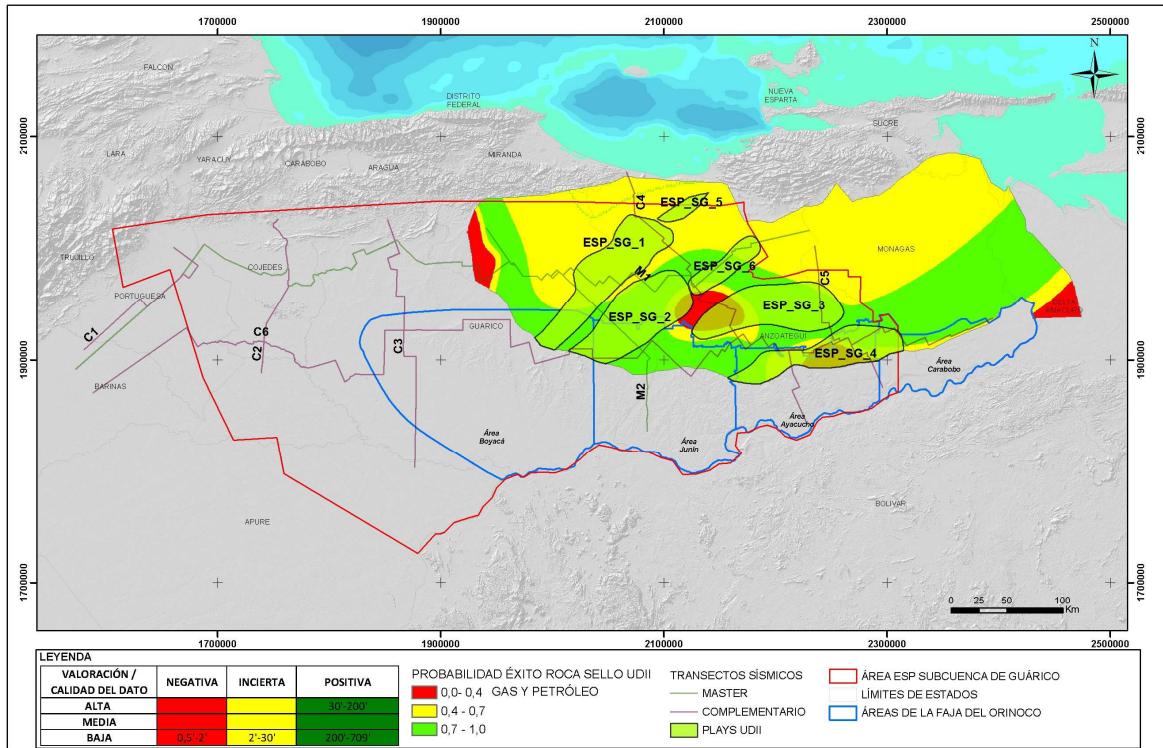 1700000 1900000 2100000 2300000 2500000
N
FALCON
DISTRITO
FEDERAL
NUEVA
ESPARTA
SUCRE
2100000 2100000
LARA
YARACUY
CARABOBO
ARAGUA
MIRANDA
C4
ESP_SG_5
ESP_SG_1
MONAGAS
TRUJILLO
COJEDES
M1
ESP_SG_6
C5
PORTUGUESA
ESP_SG_3
DELTA
AMACURO
C1
C6
C2
C3
GUARICO
ESP_SG_2
ANZOATEGUI
ESP_SG_4
1900000 1900000
Área
Carabobo
BARINAS
M2
Área
Boyacá
Área
Junín
Área
Ayacucho
BOLIVAR
APURE
1700000 1700000
0 25 50 100
Km
1700000 1900000 2100000 2300000 2500000
LEYENDA
VALORACIÓN /
CALIDAD DEL DATO
NEGATIVA INCIERTA POSITIVA
ALTA 30'-200'
MEDIA
BAJA 0,5'-2' 2'-30' 200'-709'
PROBABILIDAD ÉXITO ROCA SELLO UDII
0,0- 0,4 GAS Y PETRÓLEO
0,4 - 0,7
0,7 - 1,0
TRANSECTOS SÍSMICOS
MASTER
COMPLEMENTARIO
PLAYS UDII
ÁREA ESP SUBCUENCA DE GUÁRICO
LÍMITES DE ESTADOS
ÁREAS DE LA FAJA DEL ORINOCO